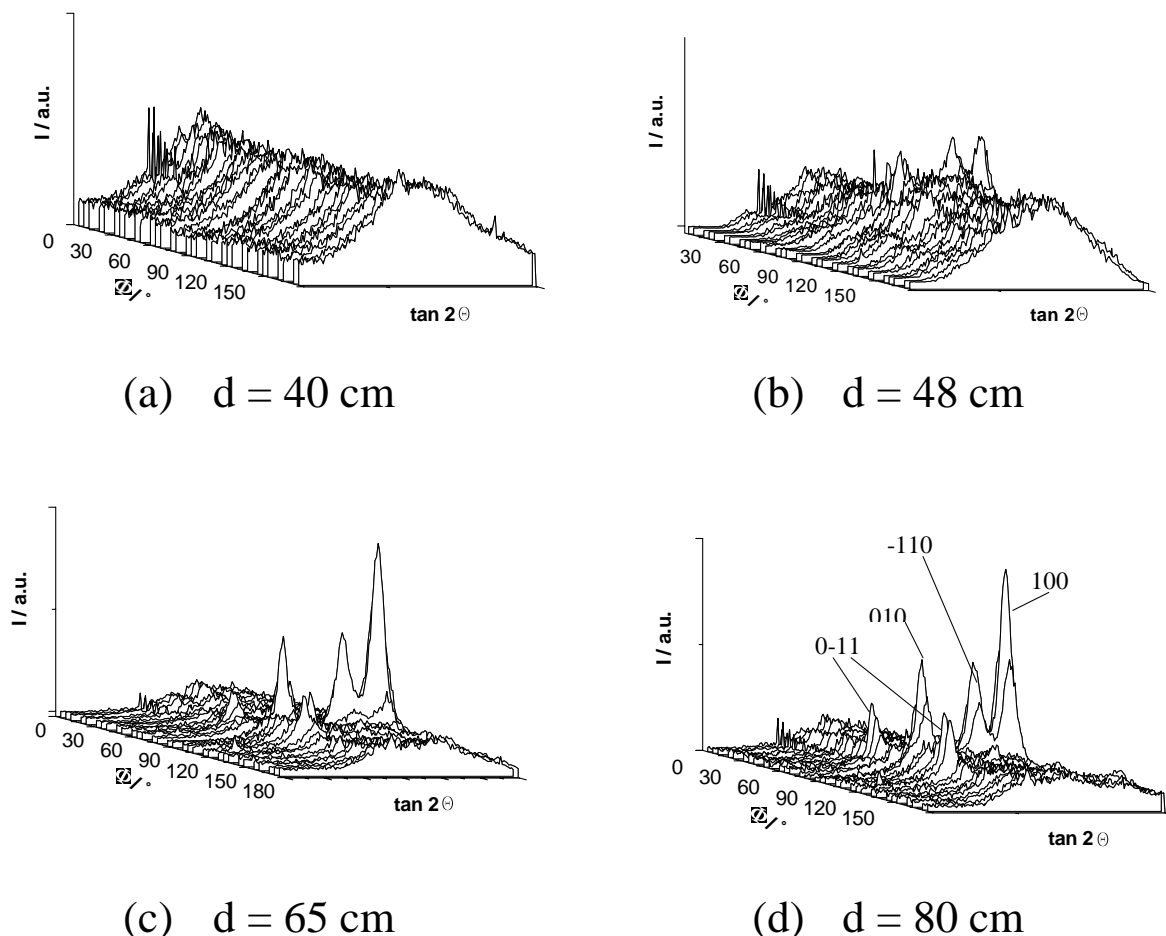 I / a.u.
0
30
60
90
120
150
Φ/°
tan 2Θ
(a) d = 40 cm
I / a.u.
30
60
90
120
150
Φ/°
tan 2Θ
(b) d = 48 cm
I / a.u.
0
30
60
90
120
150
180
Φ/°
tan 2Θ
(c) d = 65 cm
I / a.u.
-110
100
010
0-11
0
30
60
90
120
150
Φ/°
tan 2Θ
(d) d = 80 cm